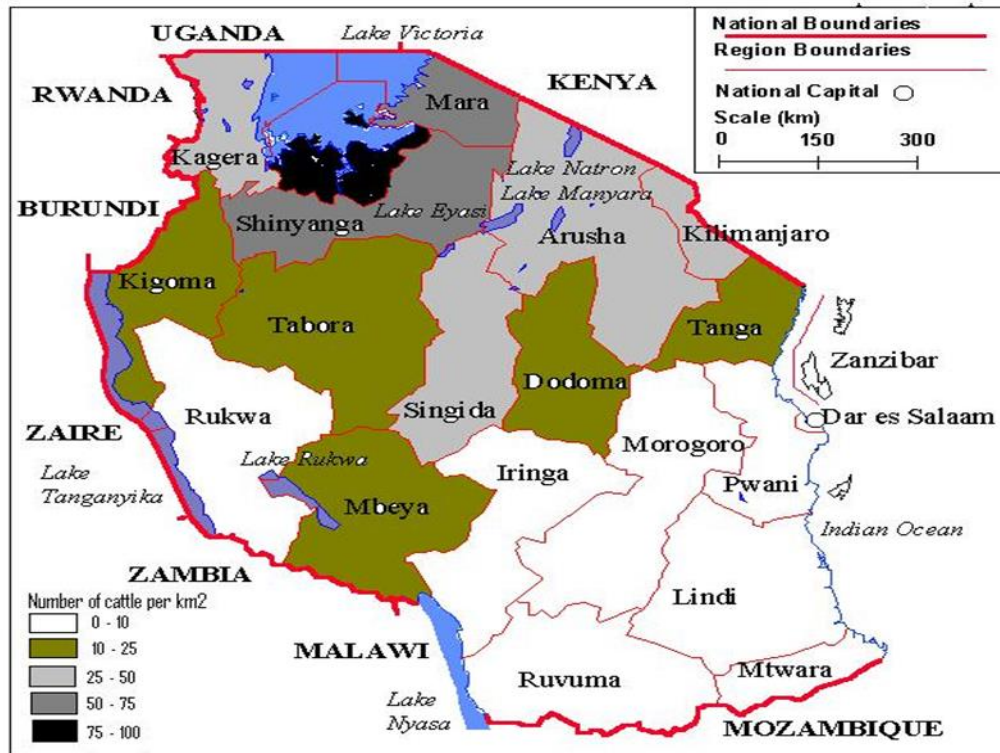 UGANDA
Lake Victoria
National Boundaries
Region Boundaries
National Capital
Scale (km)
0 150 300
KENYA
RWANDA
Mara
Kagera
Lake Natron
Lake Manyara
BURUNDI
Lake Eyasi
Shinyanga
Arusha
Kilimanjaro
Kigoma
Tabora
Tanga
Zanzibar
Dodoma
Rukwa
Singida
Dar es Salaam
ZAIRE
Morogoro
Lake Rukwa
Iringa
Lake
Tanganyika
Mbeya
Pwani
Indian Ocean
ZAMBIA
Number of cattle per km2
0 - 10
10 - 25
25 - 50
50 - 75
75 - 100
Lindi
MALAWI
Mtwara
Ruvuma
Lake
Nyasa
MOZAMBIQUE